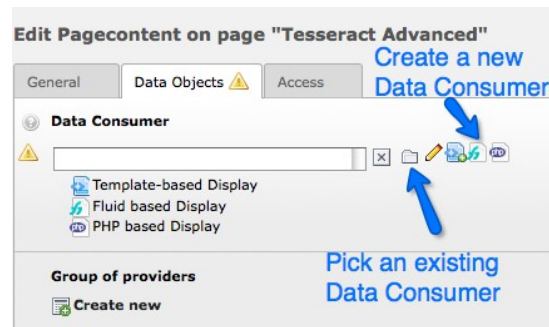 Edit Pagecontent on page "Tesseract Advanced"
Create a new
Data Consumer
General
Data Objects
Access
Data Consumer
Template-based Display
Fluid based Display
php
PHP based Display
Pick an existing
Data Consumer
Group of providers
Create new